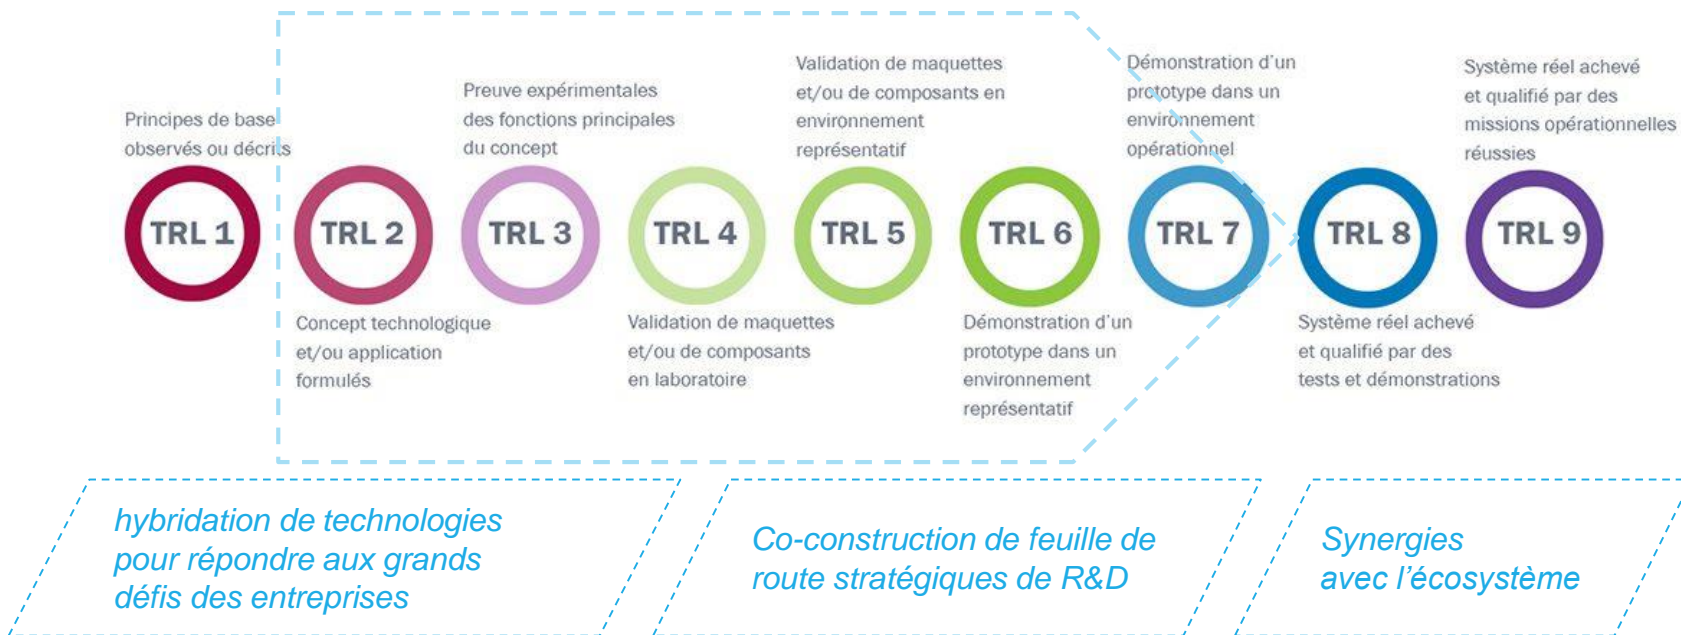 Principes de base
observés ou décrits
TRL 1
TRL 2
Concept technologique
et/ou application
formulés
Preuve expérimentales
des fonctions principales
du concept
TRL 3
TRL 4
Validation de maquettes
et/ou de composants
en laboratoire
Validation de maquettes
et/ou de composants en
environnement
représentatif
TRL 5
TRL 6
Démonstration d'un
prototype dans un
environnement
représentatif
Démonstration d'un
prototype dans un
environnement
opérationnel
TRL 7
TRL 8
Système réel achevé
et qualifié par des
tests et démonstrations
Système réel achevé
et qualifié par des
missions opérationnelles
réussies
TRL 9
hybridation de technologies
pour répondre aux grands
défis des entreprises
Co-construction de feuille de
route stratégiques de R&D
Synergies
avec l'écosystème